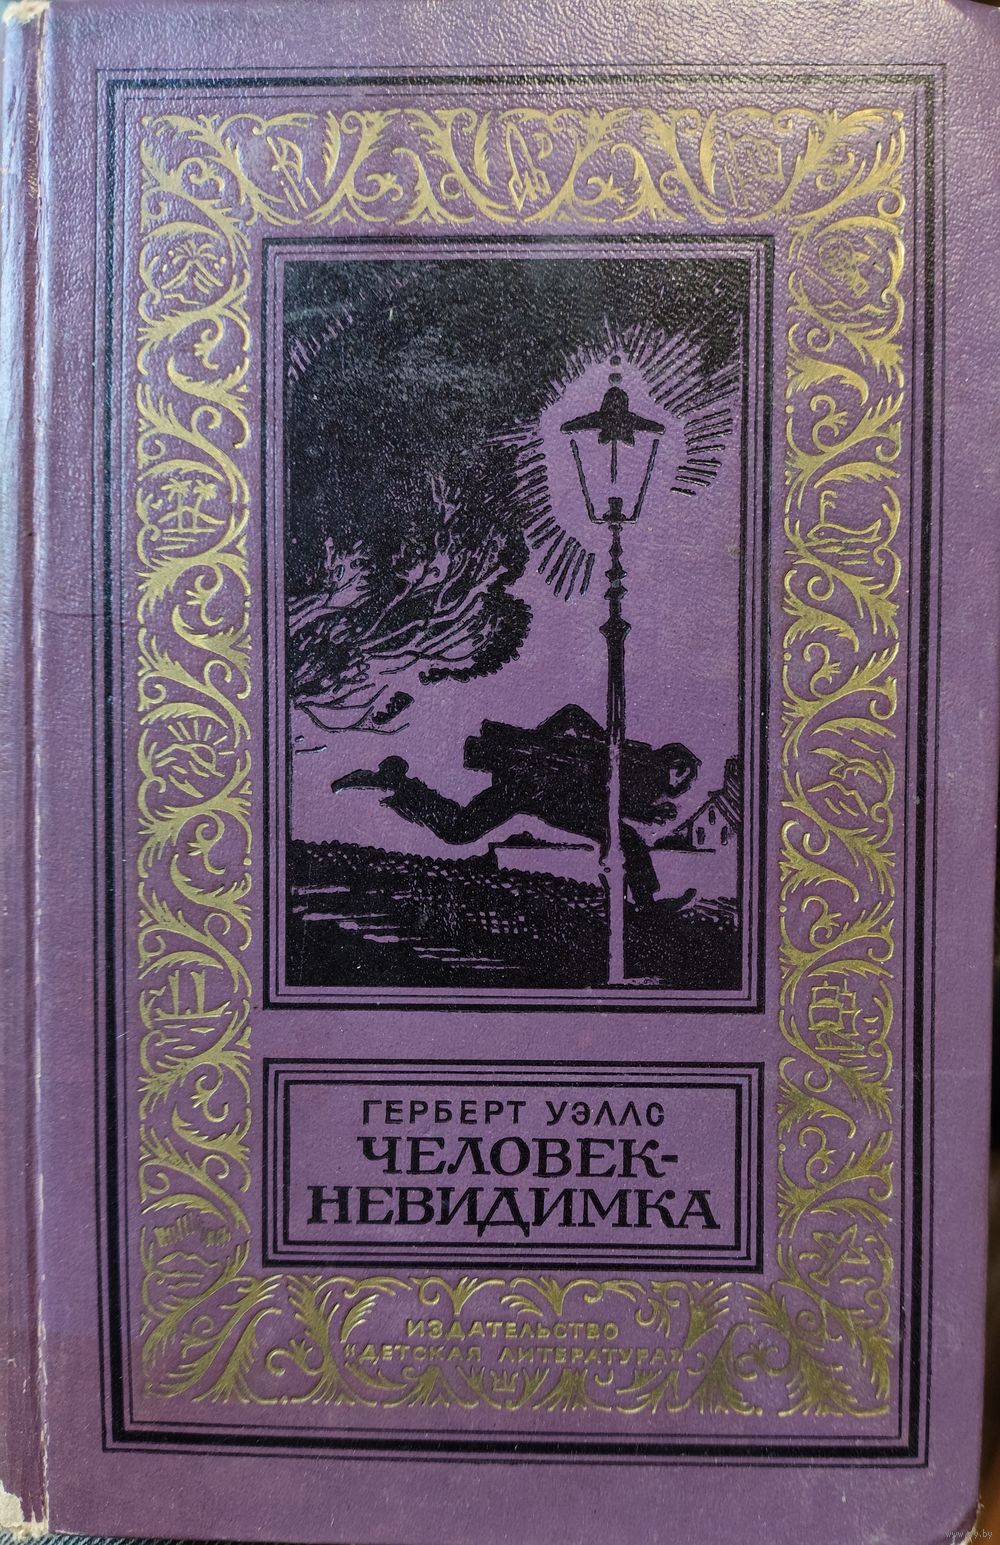 ГЕРБЕРТ УЭЛЛС
ЧЕЛОВЕК-
НЕВИДИМКА
ИЗДАТЕЛЬСТВО
«ДЕТСКАЯ ЛИТЕРАТУРА»